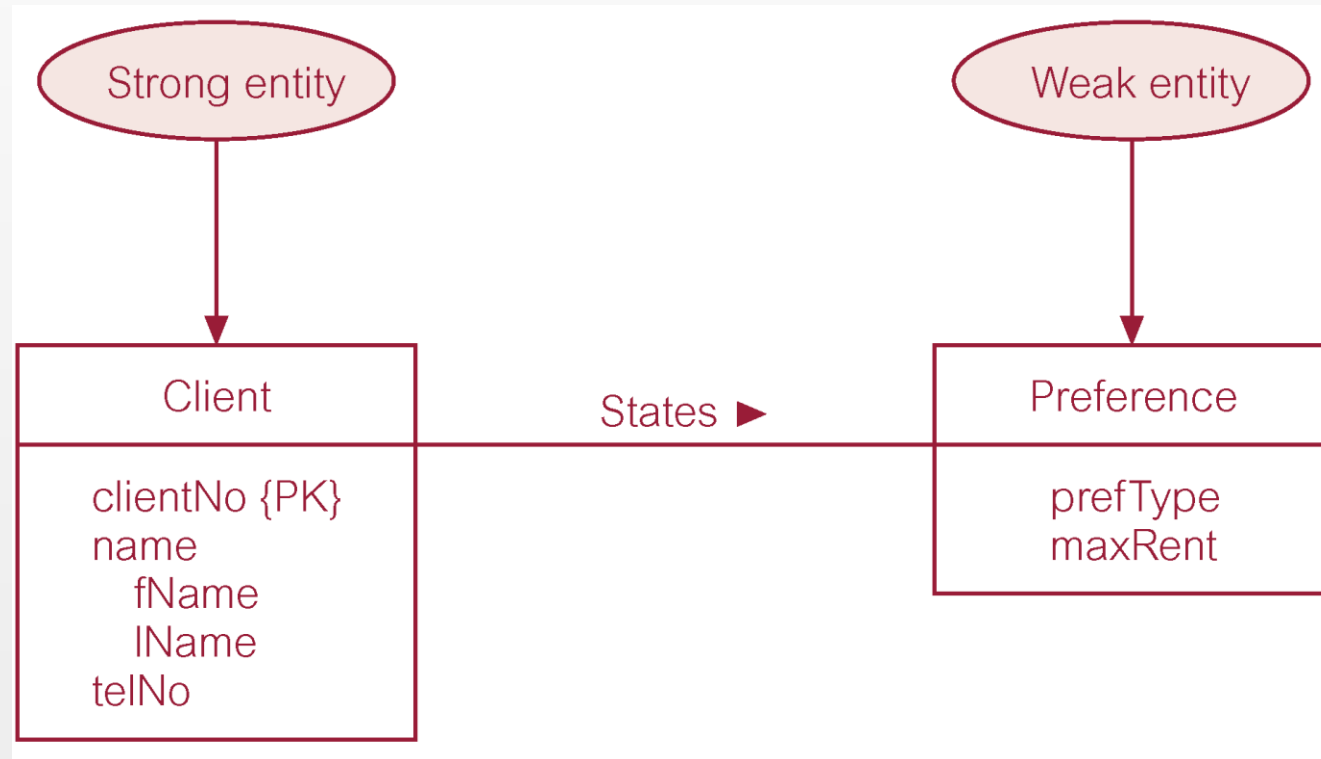 Strong entity
Weak entity
Client
States ►
Preference
clientNo {PK}
name
fName
lName
telNo
prefType
maxRent